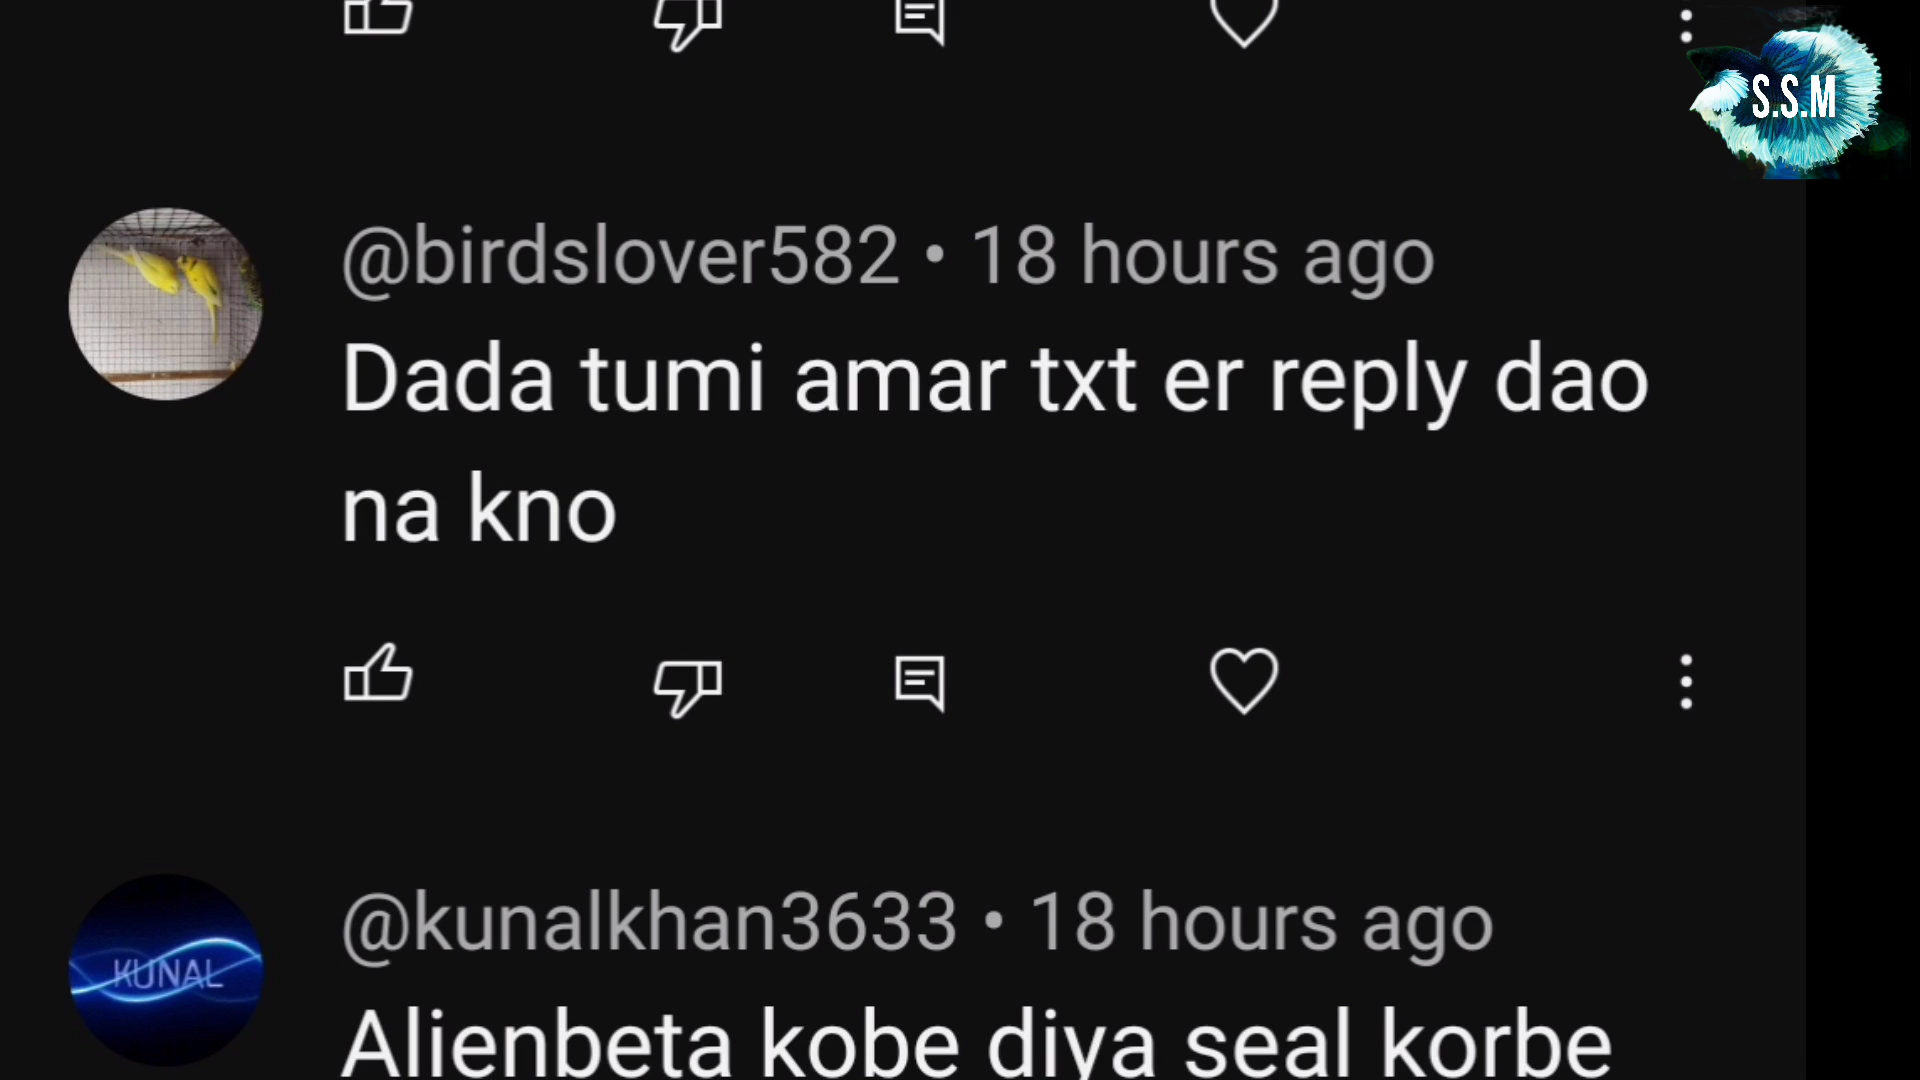 S.S.M
@birdslover582 • 18 hours ago
Dada tumi amar txt er reply dao
na kno
@kunalkhan3633 • 18 hours ago
KUNAL
Alienbeta kobe diya seal korbe